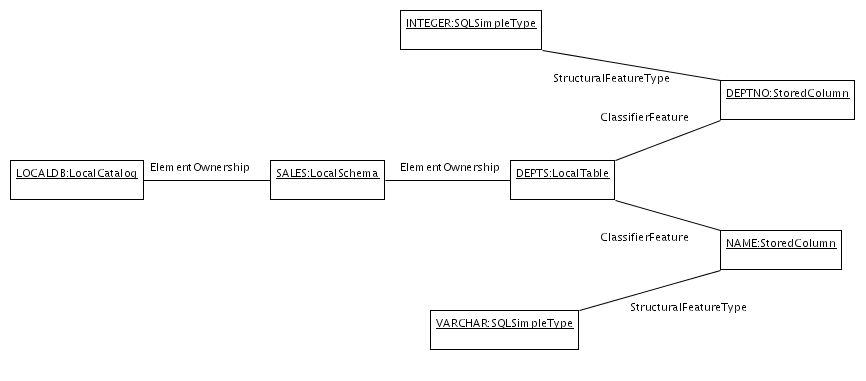 INTEGER:SQLSimpleType
StructuralFeatureType
DEPTNO:StoredColumn
ClassifierFeature
LOCALDB:LocalCatalog
ElementOwnership
SALES:LocalSchema
ElementOwnership
DEPTS:LocalTable
ClassifierFeature
NAME:StoredColumn
StructuralFeatureType
VARCHAR:SQLSimpleType